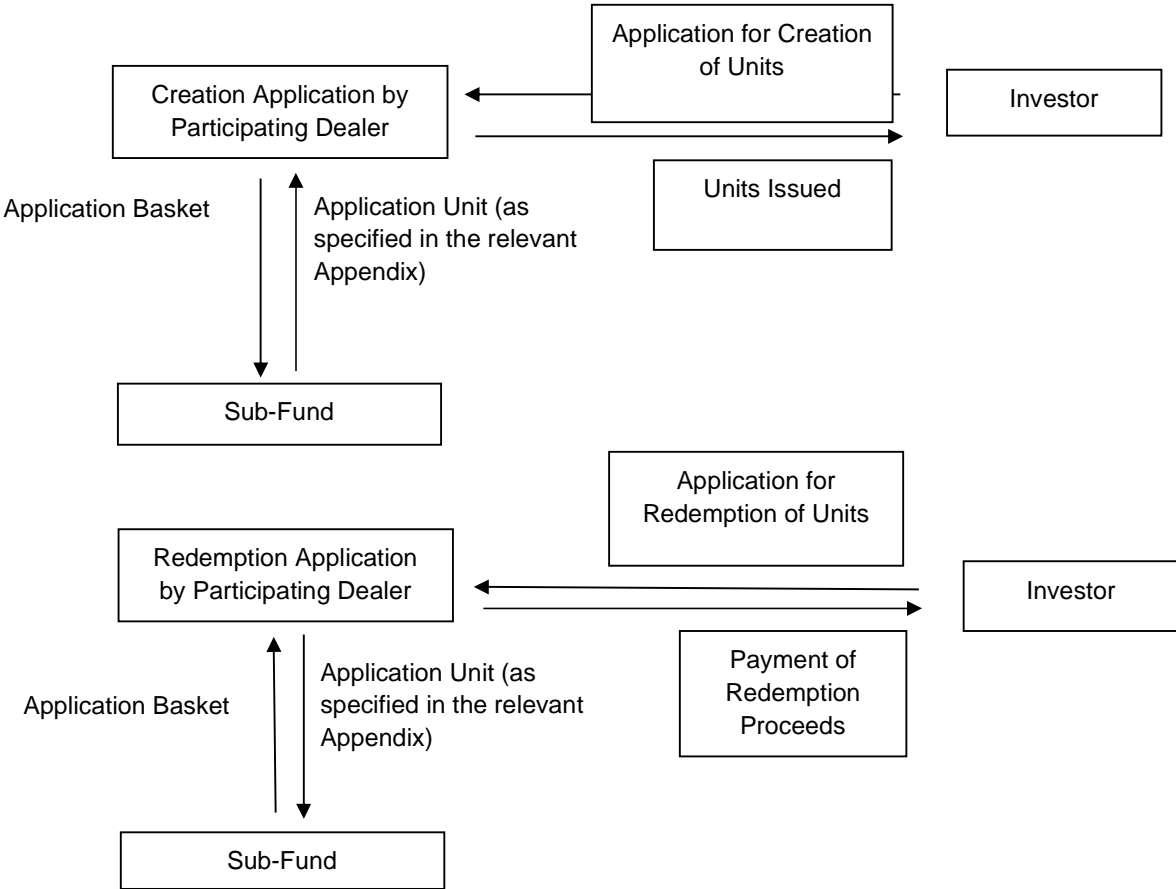 Application for Creation
of Units
Creation Application by
Participating Dealer
Investor
Units Issued
Application Basket
Application Unit (as
specified in the relevant
Appendix)
Sub-Fund
Application for
Redemption of Units
Redemption Application
by Participating Dealer
Investor
Payment of
Redemption
Proceeds
Application Basket
Application Unit (as
specified in the relevant
Appendix)
Sub-Fund